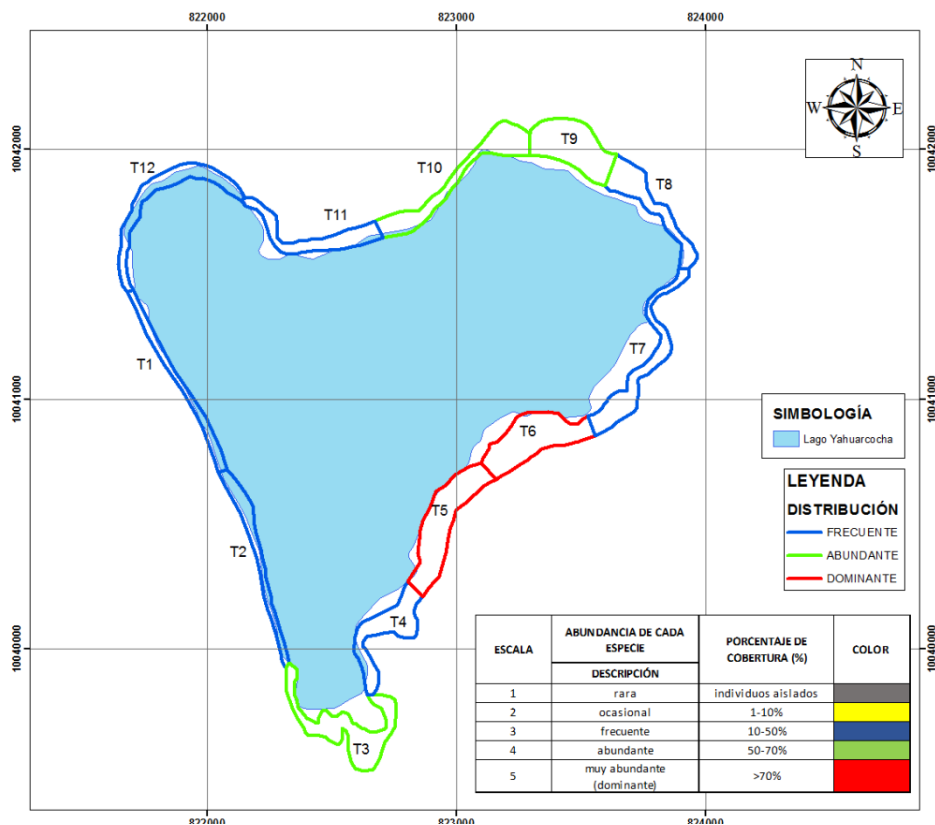 822000 823000 824000
N
W E
S
10042000 10042000
T9
T12
T10
T8
T11
T1
T7
10041000 10041000
SIMBOLOGÍA
Lago Yahuarcocha
T6
LEYENDA
DISTRIBUCIÓN
FRECUENTE
ABUNDANTE
DOMINANTE
T5
T2
T4
10040000 10040000
T3
ESCALA ABUNDANCIA DE CADA ESPECIE PORCENTAJE DE COBERTURA (%) COLOR
DESCRIPCIÓN
1 rara individuos aislados
2 ocasional 1-10%
3 frecuente 10-50%
4 abundante 50-70%
5 muy abundante (dominante) >70%
822000 823000 824000